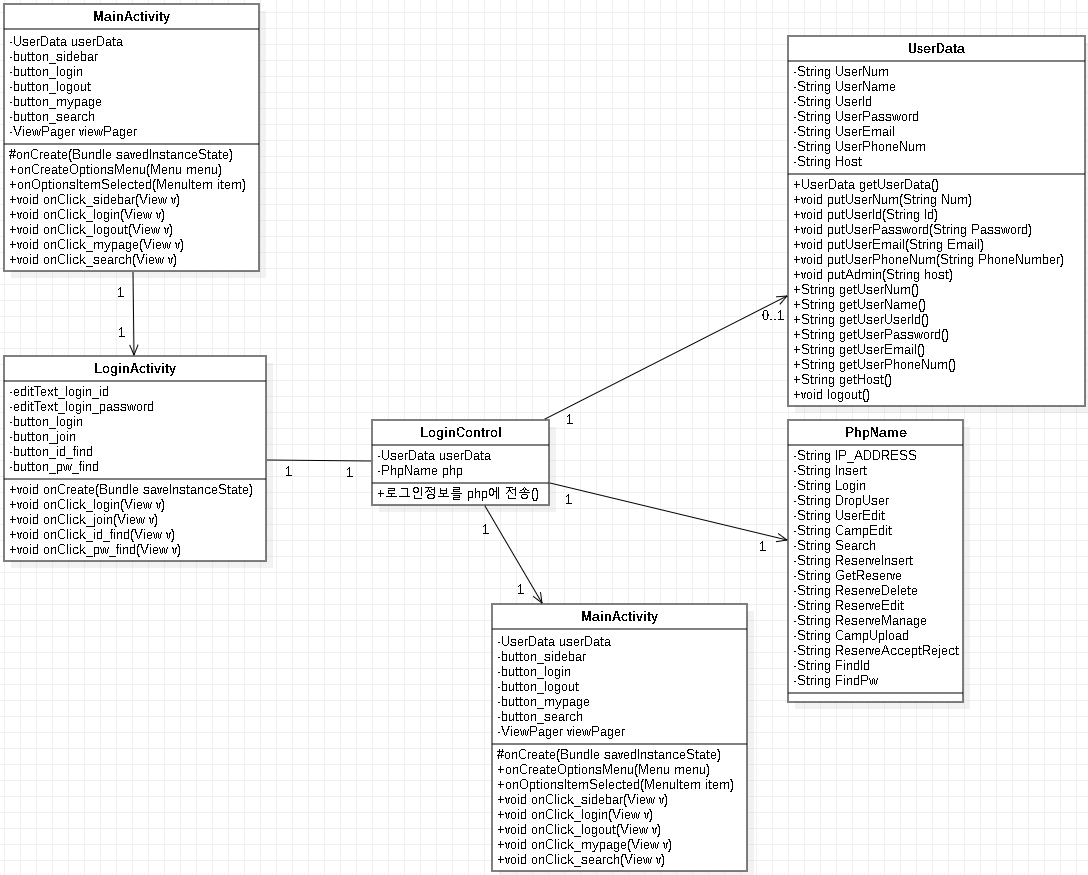 MainActivity
-UserData userData
-button_sidebar
-button_login
-button_logout
-button_mypage
-button_search
-ViewPager viewPager
#onCreate(Bundle savedInstanceState)
+onCreateOptionsMenu(Menu menu)
+onOptionsItemSelected(MenuItem item)
+void onClick_sidebar(View v)
+void onClick_login(View v)
+void onClick_logout(View v)
+void onClick_mypage(View v)
+void onClick_search(View v)
1
1
LoginActivity
-editText_login_id
-editText_login_password
-button_login
-button_join
-button_id_find
-button_pw_find
+void onCreate(Bundle saveInstanceState)
+void onClick_login(View v)
+void onClick_join(View v)
+void onClick_id_find(View v)
+void onClick_pw_find(View v)
1
1
LoginControl
-UserData userData
-PhpName php
+로그인정보를 php에 전송()
1
0..1
UserData
-String UserNum
-String UserName
-String UserId
-String UserPassword
-String UserEmail
-String UserPhoneNum
-String Host
+UserData getUserData()
+void putUserNum(String Num)
+void putUserId(String Id)
+void putUserPassword(String Password)
+void putUserEmail(String Email)
+void putUserPhoneNum(String PhoneNumber)
+void putAdmin(String host)
+String getUserNum()
+String getUserName()
+String getUserUserId()
+String getUserPassword()
+String getUserEmail()
+String getUserPhoneNum()
+String getHost()
+void logout()
1
1
PhpName
-String IP_ADDRESS
-String Insert
-String Login
-String DropUser
-String UserEdit
-String CampEdit
-String Search
-String ReserveInsert
-String GetReserve
-String ReserveDelete
-String ReserveEdit
-String ReserveManage
-String CampUpload
-String ReserveAcceptReject
-String FindId
-String FindPw
1
1
MainActivity
-UserData userData
-button_sidebar
-button_login
-button_logout
-button_mypage
-button_search
-ViewPager viewPager
#onCreate(Bundle savedInstanceState)
+onCreateOptionsMenu(Menu menu)
+onOptionsItemSelected(MenuItem item)
+void onClick_sidebar(View v)
+void onClick_login(View v)
+void onClick_logout(View v)
+void onClick_mypage(View v)
+void onClick_search(View v)